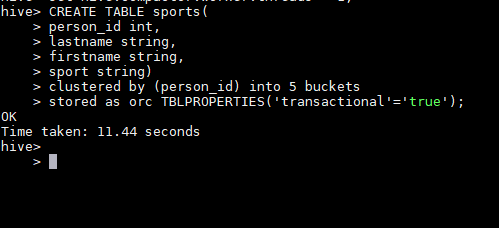 hive> CREATE TABLE sports(
    > person_id int,
    > lastname string,
    > firstname string,
    > sport string)
    > clustered by (person_id) into 5 buckets
    > stored as orc TBLPROPERTIES('transactional'='true');
OK
Time taken: 11.44 seconds
hive>
    >